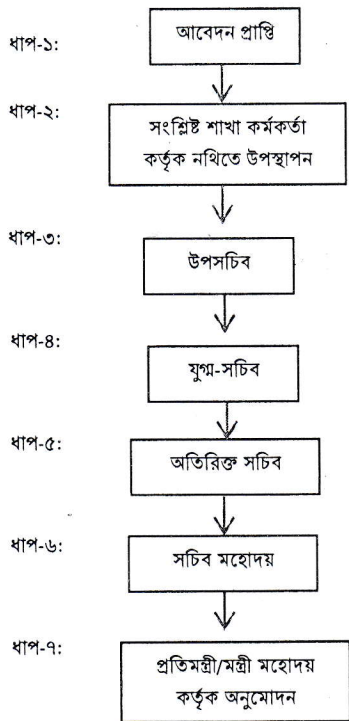 ধাপ-১:
আবেদন প্রাপ্তি
ধাপ-২:
সংশ্লিষ্ট শাখা কর্মকর্তা
কর্তৃক নথিতে উপস্থাপন
ধাপ-৩:
উপসচিব
ধাপ-৪:
যুগ্ম-সচিব
ধাপ-৫:
অতিরিক্ত সচিব
ধাপ-৬:
সচিব মহোদয়
ধাপ-৭:
প্রতিমন্ত্রী/মন্ত্রী মহোদয়
কর্তৃক অনুমোদন